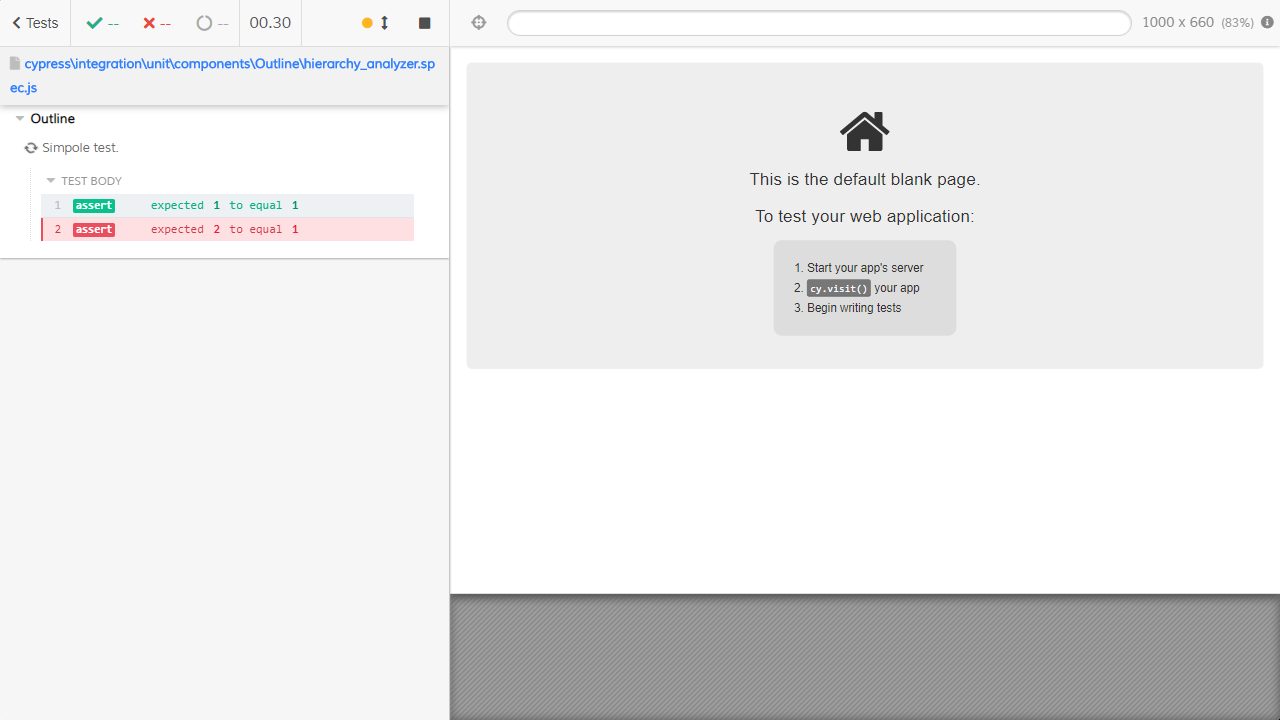 Tests
--
--
--
00.30
1000 x 660 (83%)
cypress\integration\unit\components\Outline\hierarchy_analyzer.sp
ec.js
Outline
Simpole test.
TEST BODY
1 assert expected 1 to equal 1
2 assert expected 2 to equal 1
This is the default blank page.
To test your web application:
1. Start your app's server
2. cy.visit() your app
3. Begin writing tests